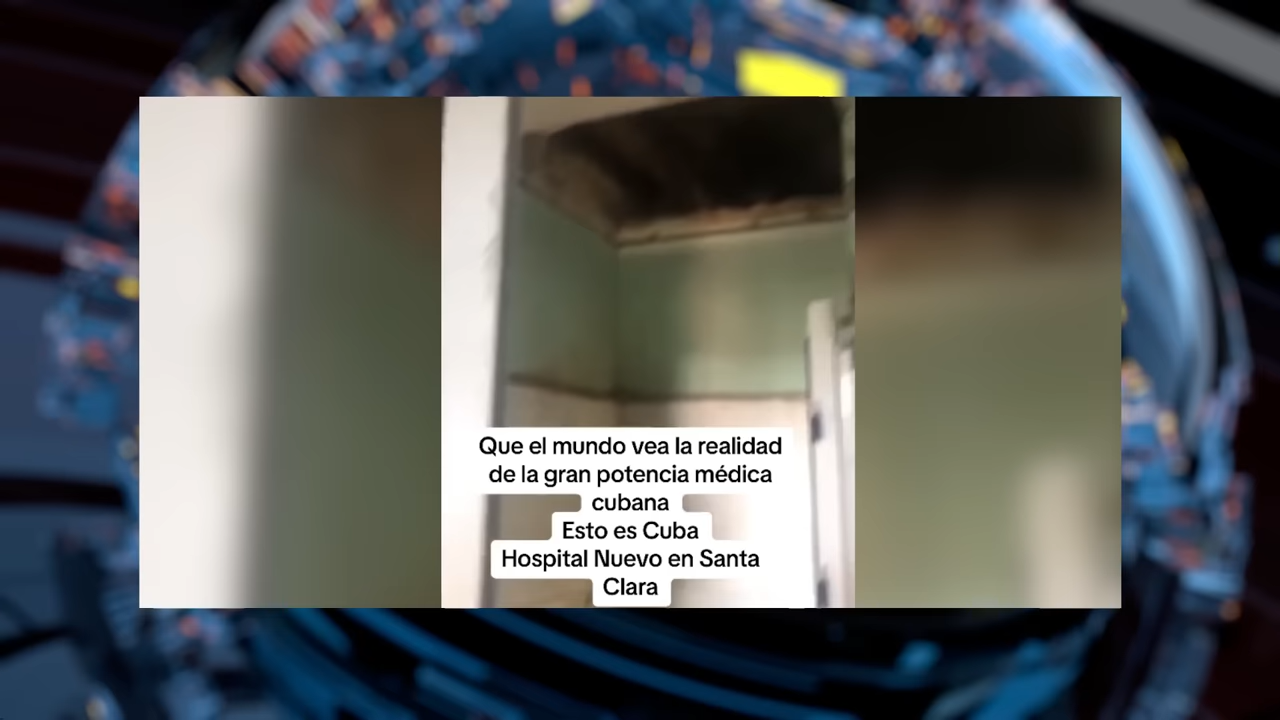 Que el mundo vea la realidad
de la gran potencia médica
cubana
Esto es Cuba
Hospital Nuevo en Santa
Clara